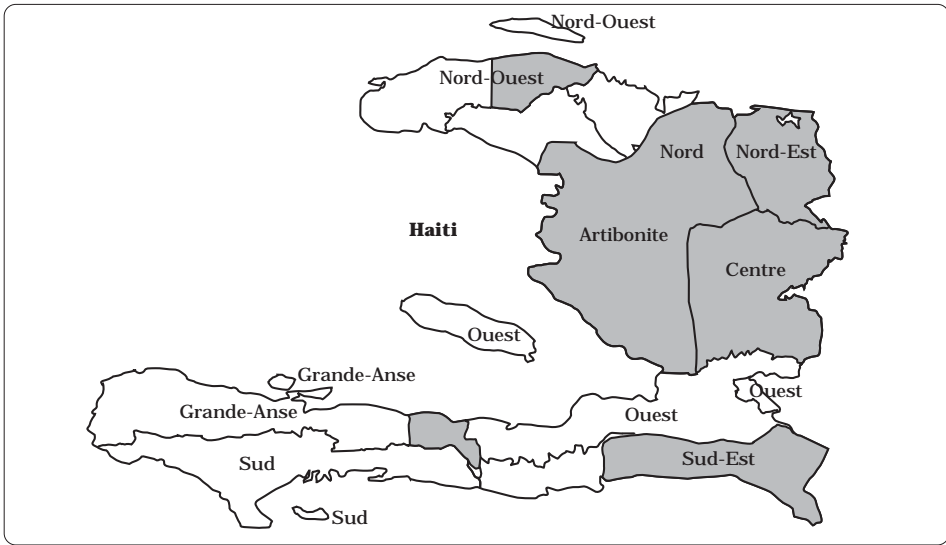 Nord-Ouest
Nord-Ouest
Nord
Nord-Est
Haiti
Artibonite
Centre
Ouest
Grande-Anse
Ouest
Grande-Anse
Ouest
Sud
Sud-Est
Sud